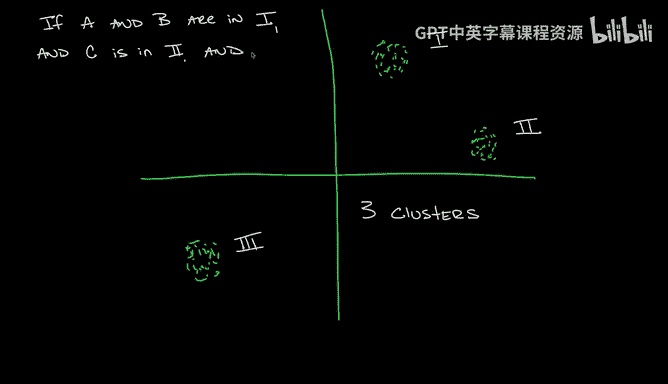 If A AND B are in I,
AND C is in II. AND
GPT中英字幕课程资源 bilibili
I
II
3 clusters
III